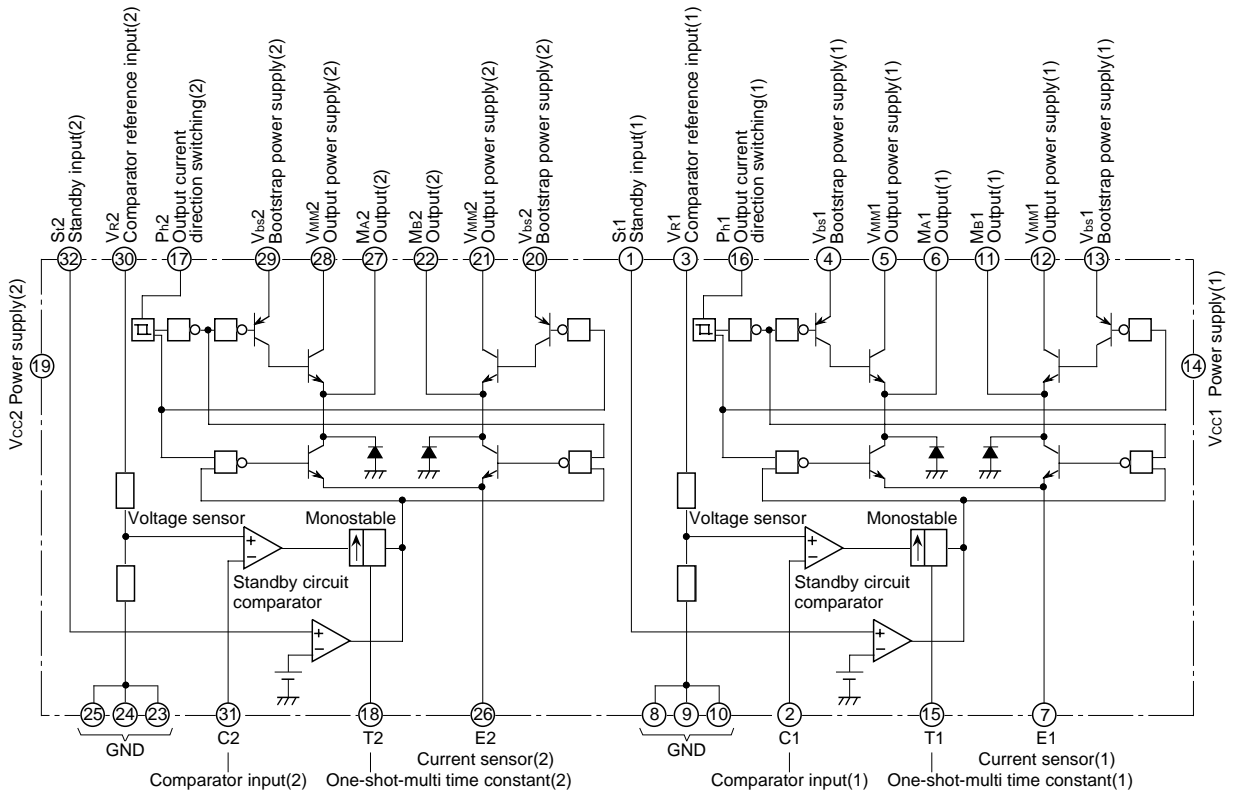 St2
Standby input(2)
VR2
Comparator reference input(2)
Ph2
Output current
direction switching(2)
Vbs2
Bootstrap power supply(2)
VMM2
Output power supply(2)
MA2
Output(2)
MB2
Output(2)
VMM2
Output power supply(2)
Vbs2
Bootstrap power supply(2)
St1
Standby input(1)
VR1
Comparator reference input(1)
Ph1
Output current
direction switching(1)
Vbs1
Bootstrap power supply(1)
VMM1
Output power supply(1)
MA1
Output(1)
MB1
Output(1)
VMM1
Output power supply(1)
Vbs1
Bootstrap power supply(1)
32 30 17 29 28 27 22 21 20 1 3 16 4 5 6 11 12 13
Vcc2 Power supply(2)
19
14
Vcc1 Power supply(1)
Voltage sensor
Monostable
+
−
Standby circuit
comparator
+
−
Voltage sensor
Monostable
+
−
Standby circuit
comparator
+
−
25 24 23 31 18 26 8 9 10 2 15 7
GND C2 T2 E2 GND C1 T1 E1
Current sensor(2) Current sensor(1)
Comparator input(2) One-shot-multi time constant(2) Comparator input(1) One-shot-multi time constant(1)